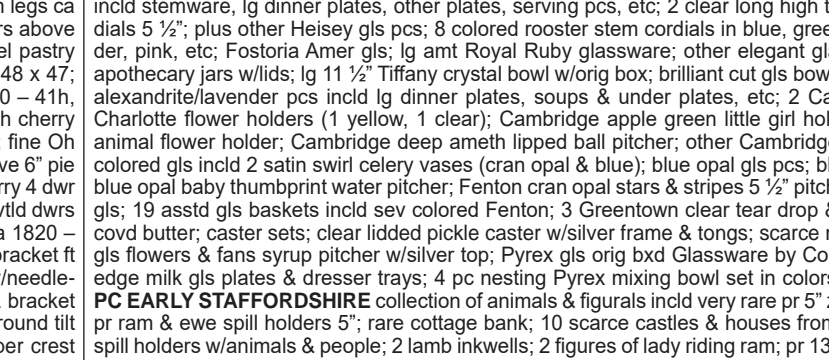 n legs ca
rs above
el pastry
48 x 47;
0 – 41h,
h cherry
fine Oh
ve 6” pie
rry 4 dwr
vtld dwrs
a 1820 –
bracket ft
/needle-
bracket
round tilt
per crest
incld stemware, lg dinner plates, other plates, serving pcs, etc; 2 clear long high t
dials 5 ½”; plus other Heisey gls pcs; 8 colored rooster stem cordials in blue, gree
der, pink, etc; Fostoria Amer gls; lg amt Royal Ruby glassware; other elegant gl
apothecary jars w/lids; lg 11 ½” Tiffany crystal bowl w/orig box; brilliant cut gls bow
alexandrite/lavender pcs incld lg dinner plates, soups & under plates, etc; 2 Ca
Charlotte flower holders (1 yellow, 1 clear); Cambridge apple green little girl hol
animal flower holder; Cambridge deep ameth lipped ball pitcher; other Cambridg
colored gls incld 2 satin swirl celery vases (cran opal & blue); blue opal gls pcs; bl
blue opal baby thumbprint water pitcher; Fenton cran opal stars & stripes 5 ½” pitch
gls; 19 asstd gls baskets incld sev colored Fenton; 3 Greentown clear tear drop &
covd butter; caster sets; clear lidded pickle caster w/silver frame & tongs; scarce
gls flowers & fans syrup pitcher w/silver top; Pyrex gls orig bxd Glassware by Co
edge milk gls plates & dresser trays; 4 pc nesting Pyrex mixing bowl set in colors
PC EARLY STAFFORDSHIRE collection of animals & figurals incld very rare pr 5”
pr ram & ewe spill holders 5”; rare cottage bank; 10 scarce castles & houses from
spill holders w/animals & people; 2 lamb inkwells; 2 figures of lady riding ram; pr 13